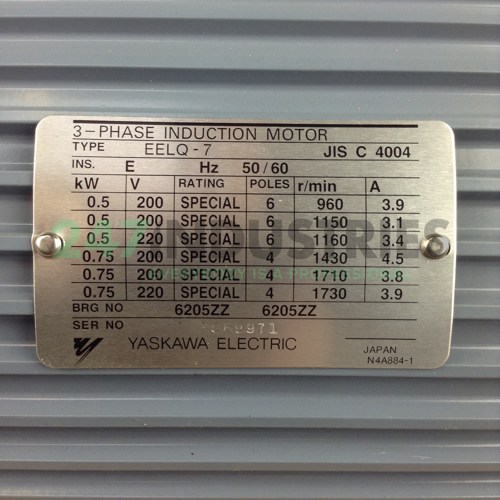 3-PHASE INDUCTION MOTOR
TYPE EELQ-7 JIS C 4004
INS. E Hz 50/60
kW V RATING POLES r/min A
0.5 200 SPECIAL 6 960 3.9
0.5 200 SPECIAL 6 1150 3.1
0.5 220 SPECIAL 6 1160 3.4
0.75 200 SPECIAL 4 1430 4.5
0.75 200 SPECIAL 4 1710 3.8
0.75 220 SPECIAL 4 1730 3.9
BRG NO 6205ZZ 6205ZZ
SER NO
YASKAWA ELECTRIC
JAPAN
N4A884-1
247 INDUSTRIES